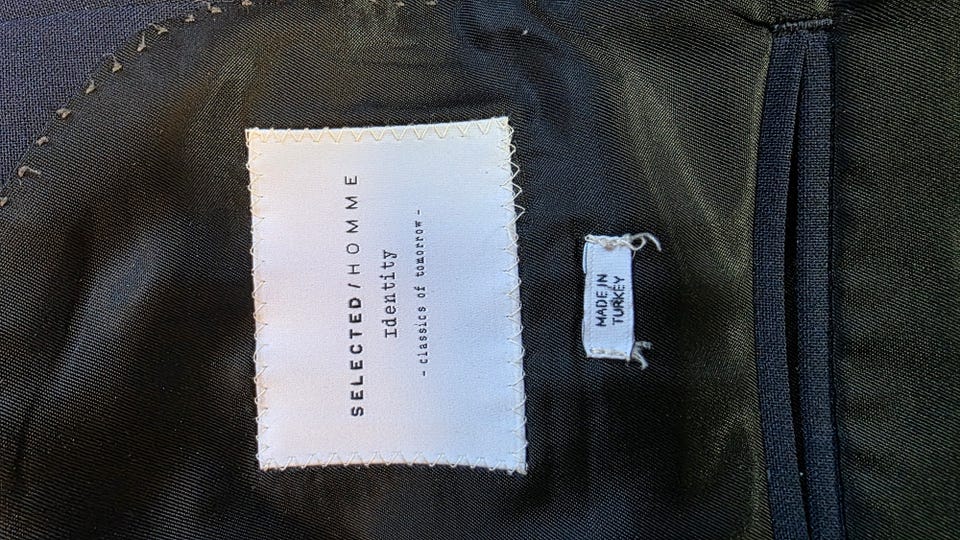 SELECTED/HOMME
Identity
- classics of tomorrow -
MADE IN
TURKEY